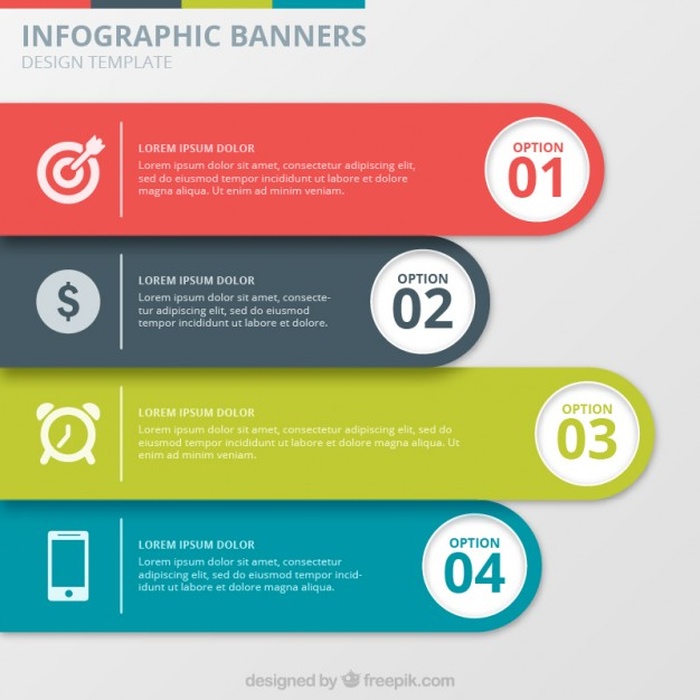 INFOGRAPHIC BANNERS
DESIGN TEMPLATE
LOREM IPSUM DOLOR
Lorem ipsum dolor sit amet, consectetur adipiscing elit,
sed do eiusmod tempor incididunt ut labore et dolore
magna aliqua. Ut enim ad minim veniam.
OPTION
01
$
LOREM IPSUM DOLOR
Lorem ipsum dolor sit amet, consecte-
tur adipiscing elit, sed do eiusmod
tempor incididunt ut labore et dolore.
OPTION
02
LOREM IPSUM DOLOR
Lorem ipsum dolor sit amet, consectetur adipiscing elit, sed do
eiusmod tempor incididunt ut labore et dolore magna aliqua. Ut
enim ad minim veniam.
OPTION
03
LOREM IPSUM DOLOR
Lorem ipsum dolor sit amet, consectetur
adipiscing elit, sed do eiusmod tempor incid-
idunt ut labore et dolore magna aliqua.
OPTION
04
designed by freepik.com